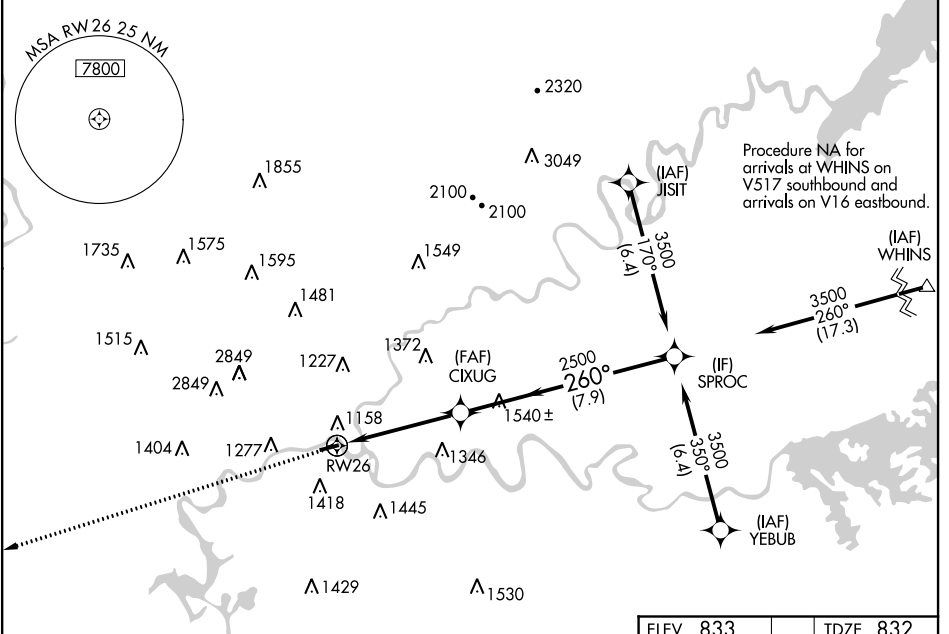 MSA RW 26 25 NM
7800
2320
3049
2100
2100
1855
(IAF)
JISIT
Procedure NA for
arrivals at WHINS on
V517 southbound and
arrivals on V16 eastbound.
(IAF)
WHINS
1735
1575
1595
1549
3500
170°
(6.4)
1481
3500
260°
(17.3)
1515
2849
2849
1227
1372
(FAF)
CIXUG
2500
260°
(7.9)
(IF)
SPROC
1540 ±
1158
1404
1277
RW26
1346
3500
350°
(6.4)
1418
1445
(IAF)
YEBUB
1429
1530
ELEV 833
TDZE 832